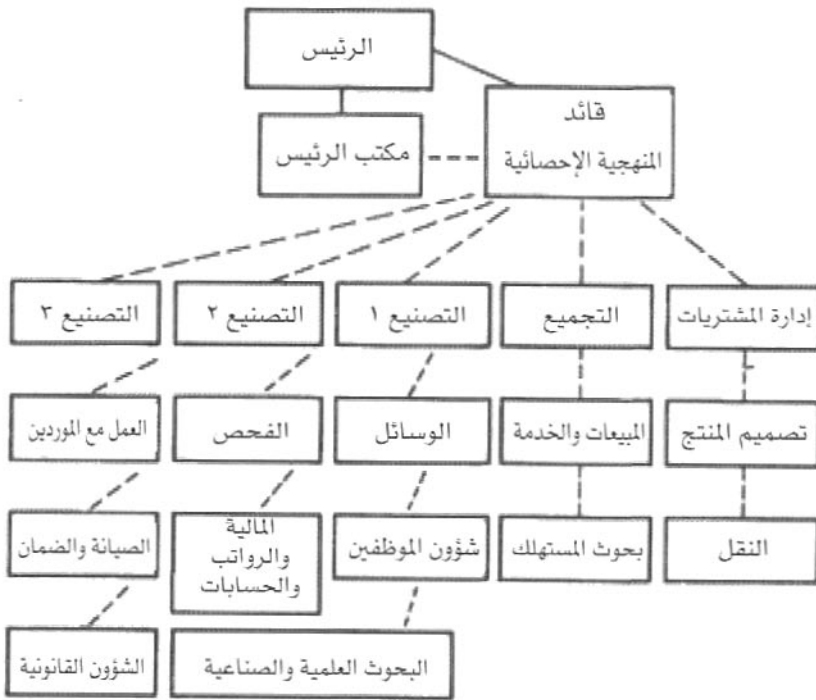 الرئيس
قائد
المنهجية الإحصائية
مكتب الرئيس
إدارة المشتريات
التجميع
التصنيع ١
التصنيع ٢
التصنيع ٣
تصميم المنتج
المبيعات والخدمة
الوسائل
الفحص
العمل مع الموردين
النقل
بحوث المستهلك
شؤون الموظفين
المالية
والرواتب
والحسابات
الصيانة والضمان
البحوث العلمية والصناعية
الشؤون القانونية